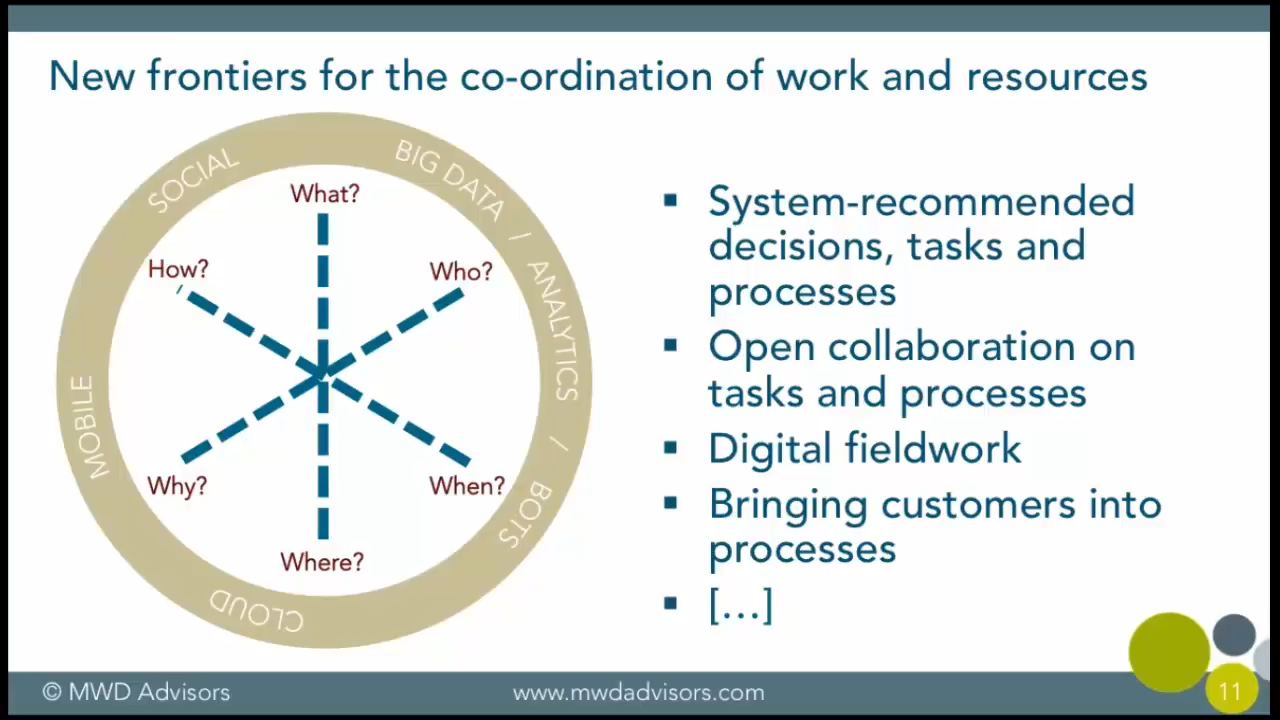 New frontiers for the co-ordination of work and resources
SOCIAL
BIG DATA / ANALYTICS / BOTS
CLOUD
MOBILE
What?
Who?
When?
Where?
Why?
How?
▪ System-recommended
decisions, tasks and
processes
▪ Open collaboration on
tasks and processes
▪ Digital fieldwork
▪ Bringing customers into
processes
▪ [...]
© MWD Advisors
www.mwdadvisors.com
11